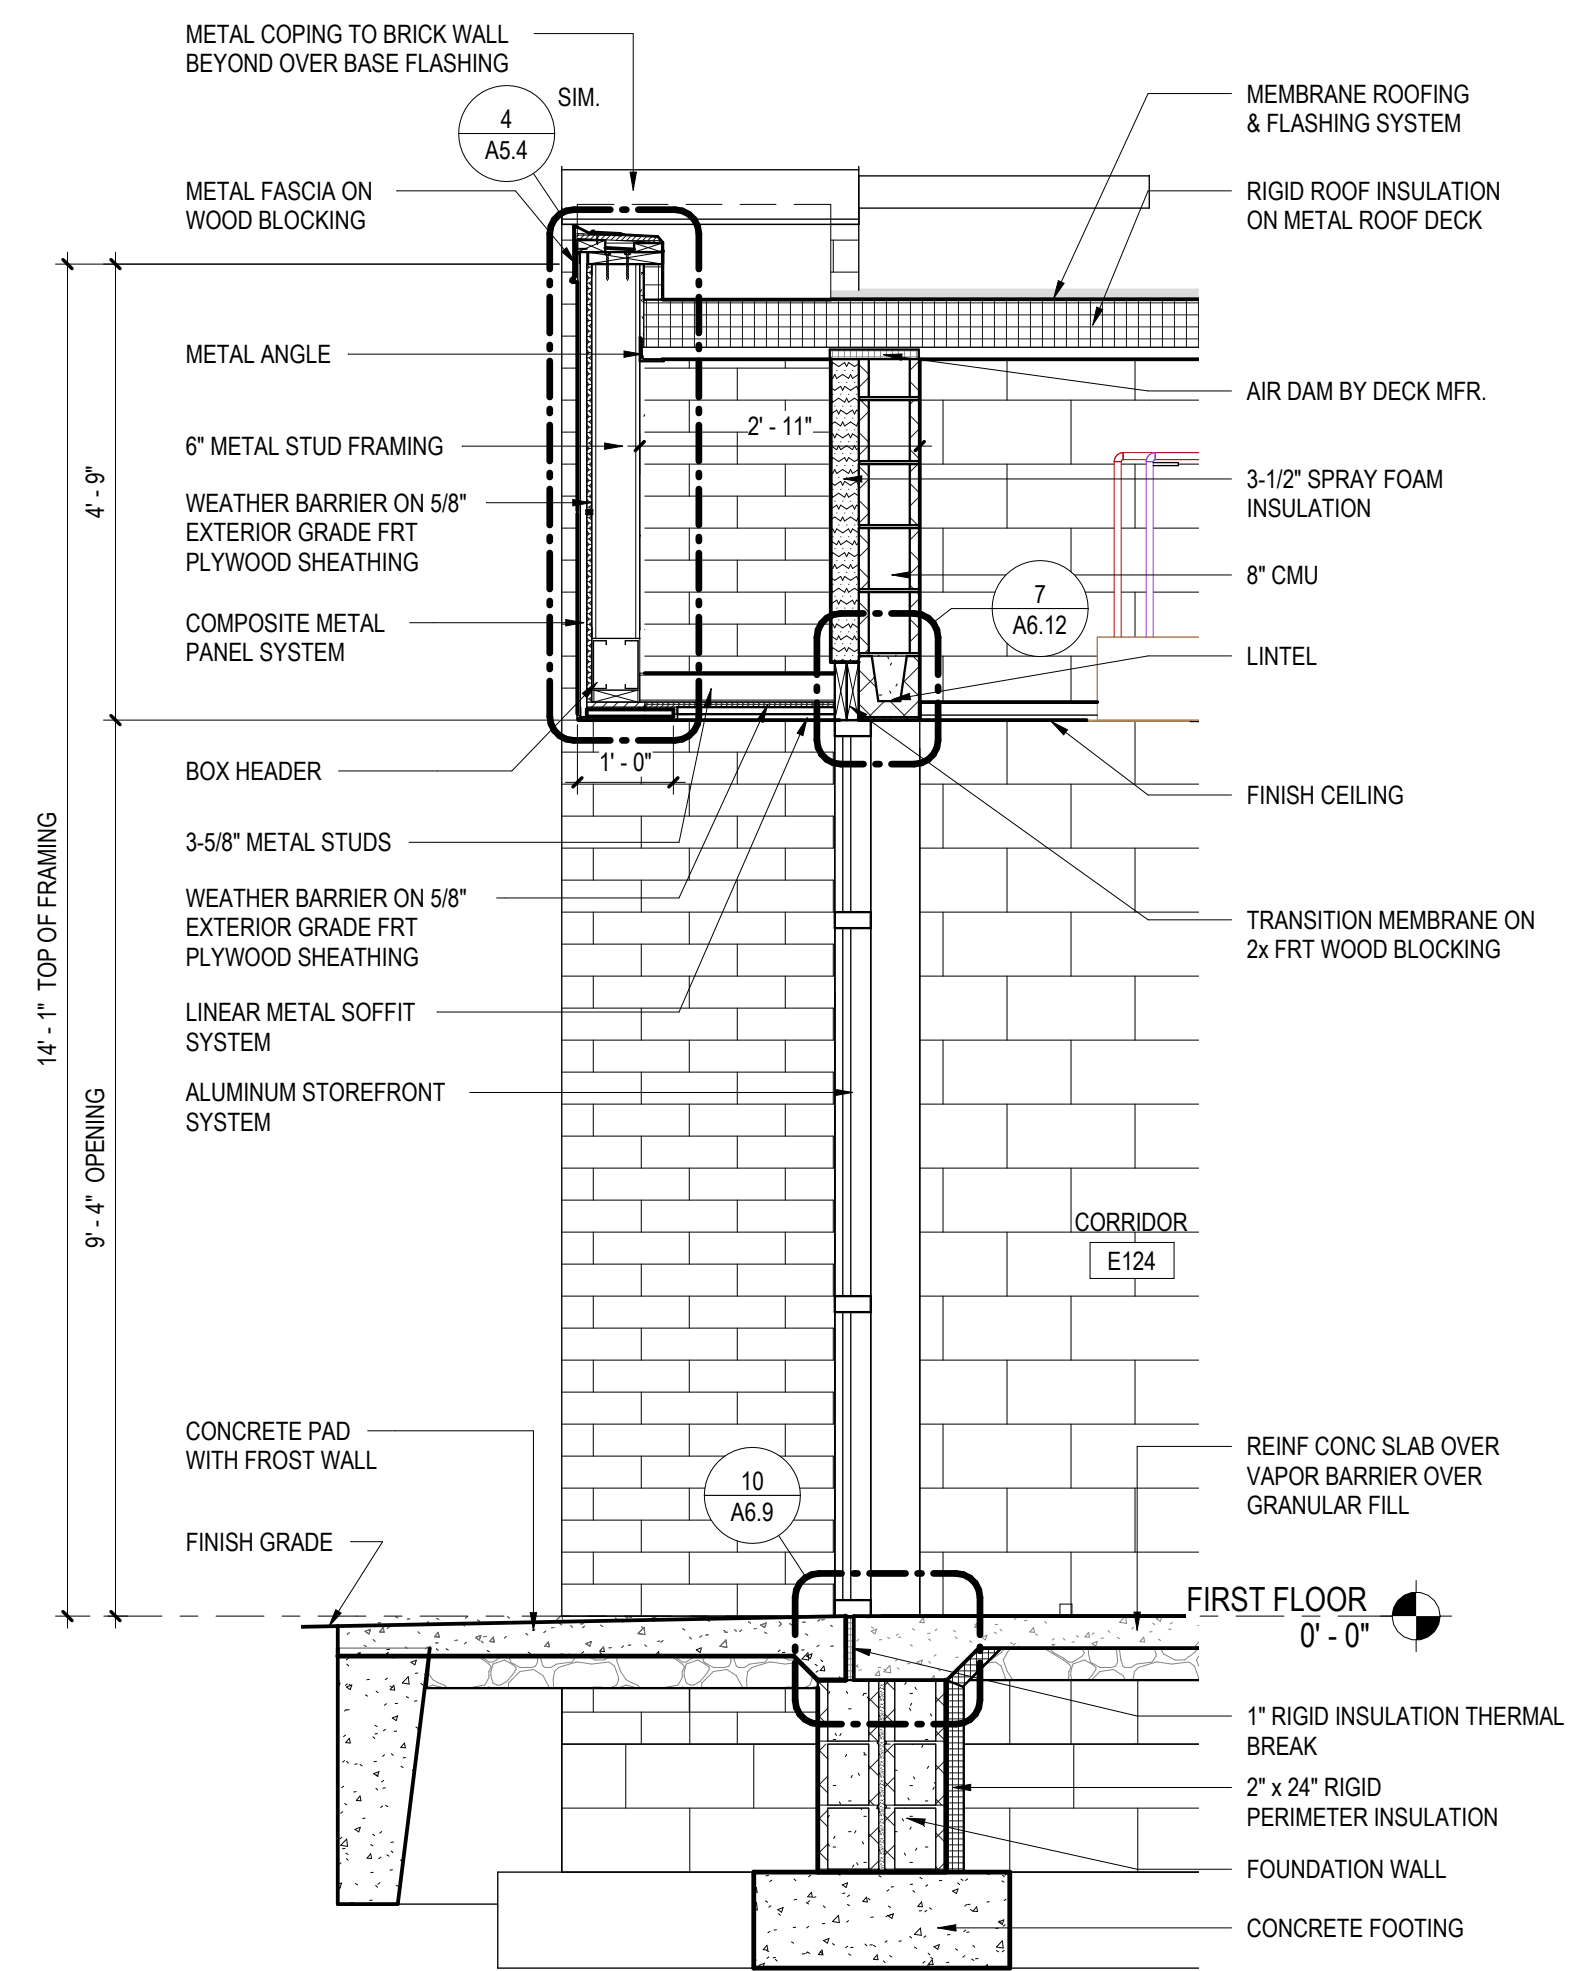 METAL COPING TO BRICK WALL
BEYOND OVER BASE FLASHING
SIM.
4
A5.4
METAL FASCIA ON
WOOD BLOCKING
METAL ANGLE
6" METAL STUD FRAMING
WEATHER BARRIER ON 5/8"
EXTERIOR GRADE FRT
PLYWOOD SHEATHING
COMPOSITE METAL
PANEL SYSTEM
BOX HEADER
3-5/8" METAL STUDS
WEATHER BARRIER ON 5/8"
EXTERIOR GRADE FRT
PLYWOOD SHEATHING
LINEAR METAL SOFFIT
SYSTEM
ALUMINUM STOREFRONT
SYSTEM
CONCRETE PAD
WITH FROST WALL
FINISH GRADE
14' - 1" TOP OF FRAMING
4' - 9"
9' - 4" OPENING
2' - 11"
1' - 0"
7
A6.12
10
A6.9
CORRIDOR
E124
MEMBRANE ROOFING
& FLASHING SYSTEM
RIGID ROOF INSULATION
ON METAL ROOF DECK
AIR DAM BY DECK MFR.
3-1/2" SPRAY FOAM
INSULATION
8" CMU
LINTEL
FINISH CEILING
TRANSITION MEMBRANE ON
2x FRT WOOD BLOCKING
REINF CONC SLAB OVER
VAPOR BARRIER OVER
GRANULAR FILL
FIRST FLOOR
0' - 0"
1" RIGID INSULATION THERMAL
BREAK
2" x 24" RIGID
PERIMETER INSULATION
FOUNDATION WALL
CONCRETE FOOTING